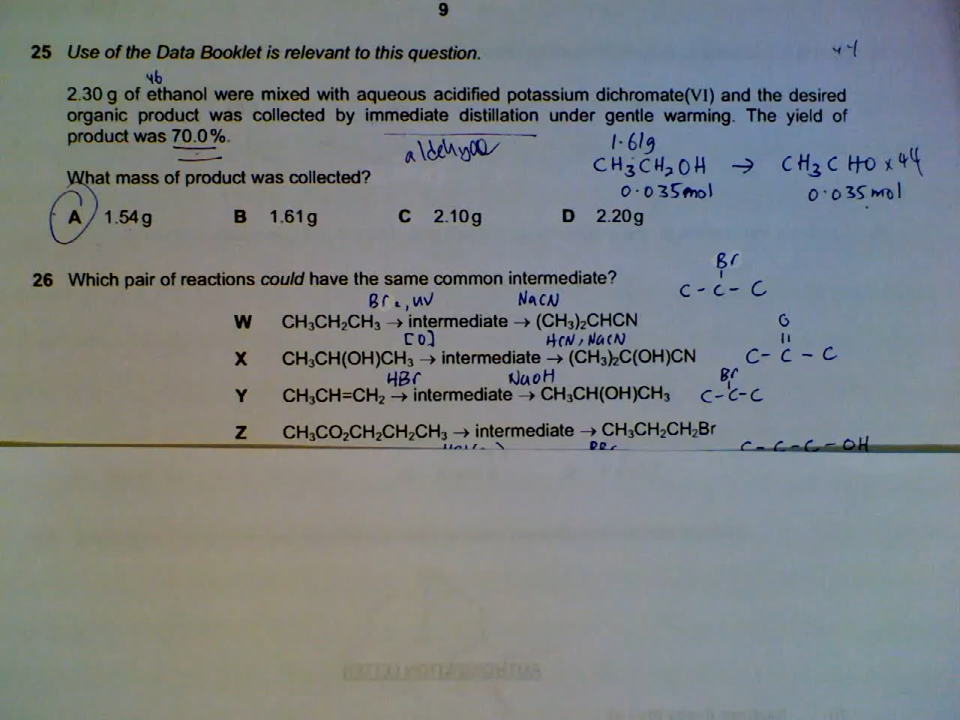 9
25 Use of the Data Booklet is relevant to this question.
44
46
2.30 g of ethanol were mixed with aqueous acidified potassium dichromate(VI) and the desired
organic product was collected by immediate distillation under gentle warming. The yield of
product was 70.0%.
aldehyde
1.61g
CH₃CH₂OH → CH₃CHO x 44
0.035mol 0.035mol
What mass of product was collected?
A 1.54 g B 1.61 g C 2.10 g D 2.20 g
26 Which pair of reactions could have the same common intermediate?
Br
C - C - C
Br₂, UV NaCN
W CH₃CH₂CH₃ → intermediate → (CH₃)₂CHCN
O
[O] HCN, NaCN
X CH₃CH(OH)CH₃ → intermediate → (CH₃)₂C(OH)CN
C - C - C
HBr NaOH
Br
Y CH₃CH=CH₂ → intermediate → CH₃CH(OH)CH₃
C-C-C
Z CH₃CO₂CH₂CH₂CH₃ → intermediate → CH₃CH₂CH₂Br
C - C - C - OH